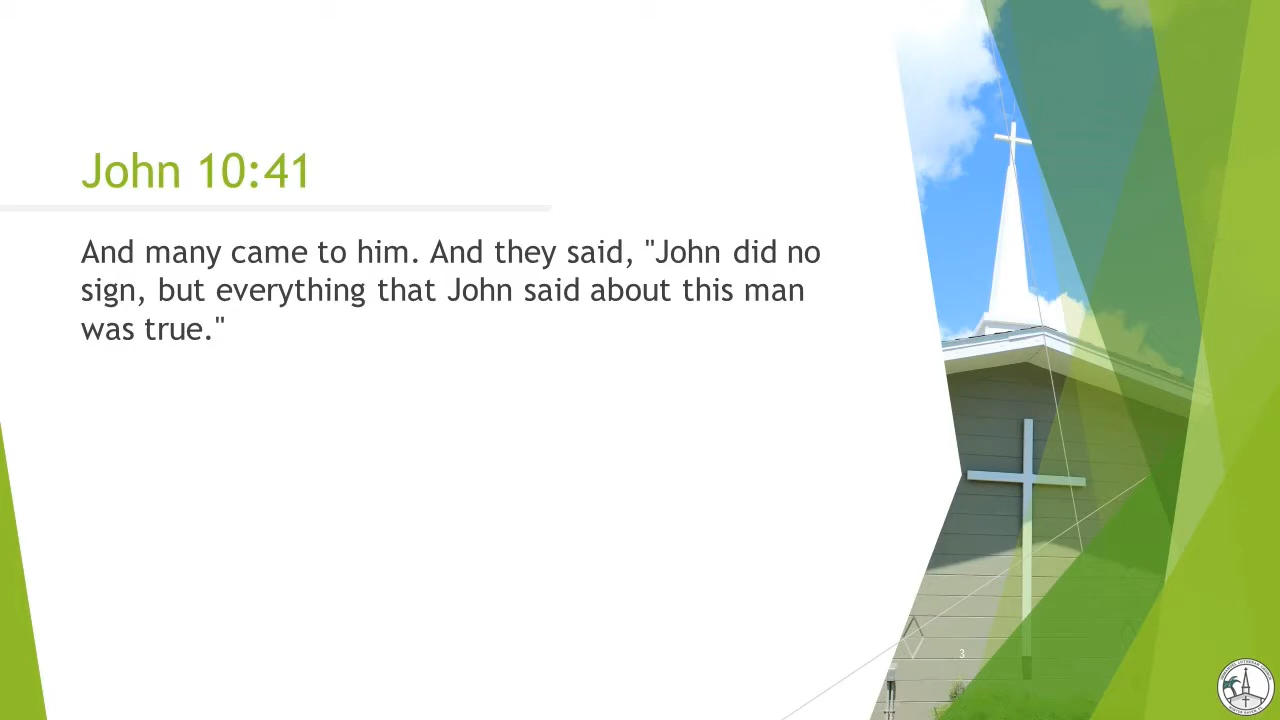 John 10:41
And many came to him. And they said, "John did no
sign, but everything that John said about this man
was true."
3